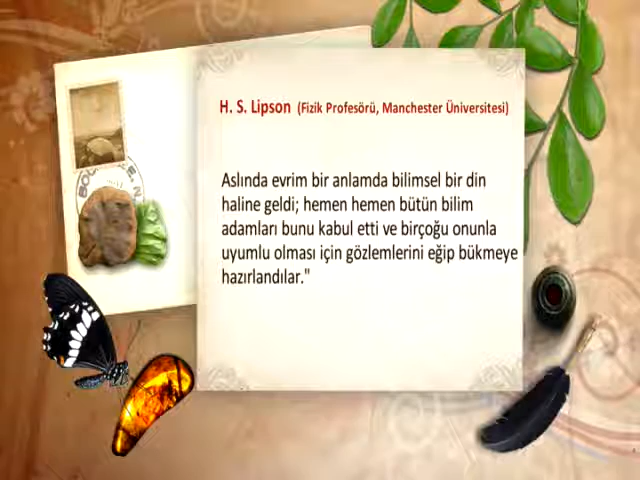 H. S. Lipson (Fizik Profesörü, Manchester Üniversitesi)
Aslında evrim bir anlamda bilimsel bir din
haline geldi; hemen hemen bütün bilim
adamları bunu kabul etti ve birçoğu onunla
uyumlu olması için gözlemlerini eğip bükmeye
hazırlandılar."